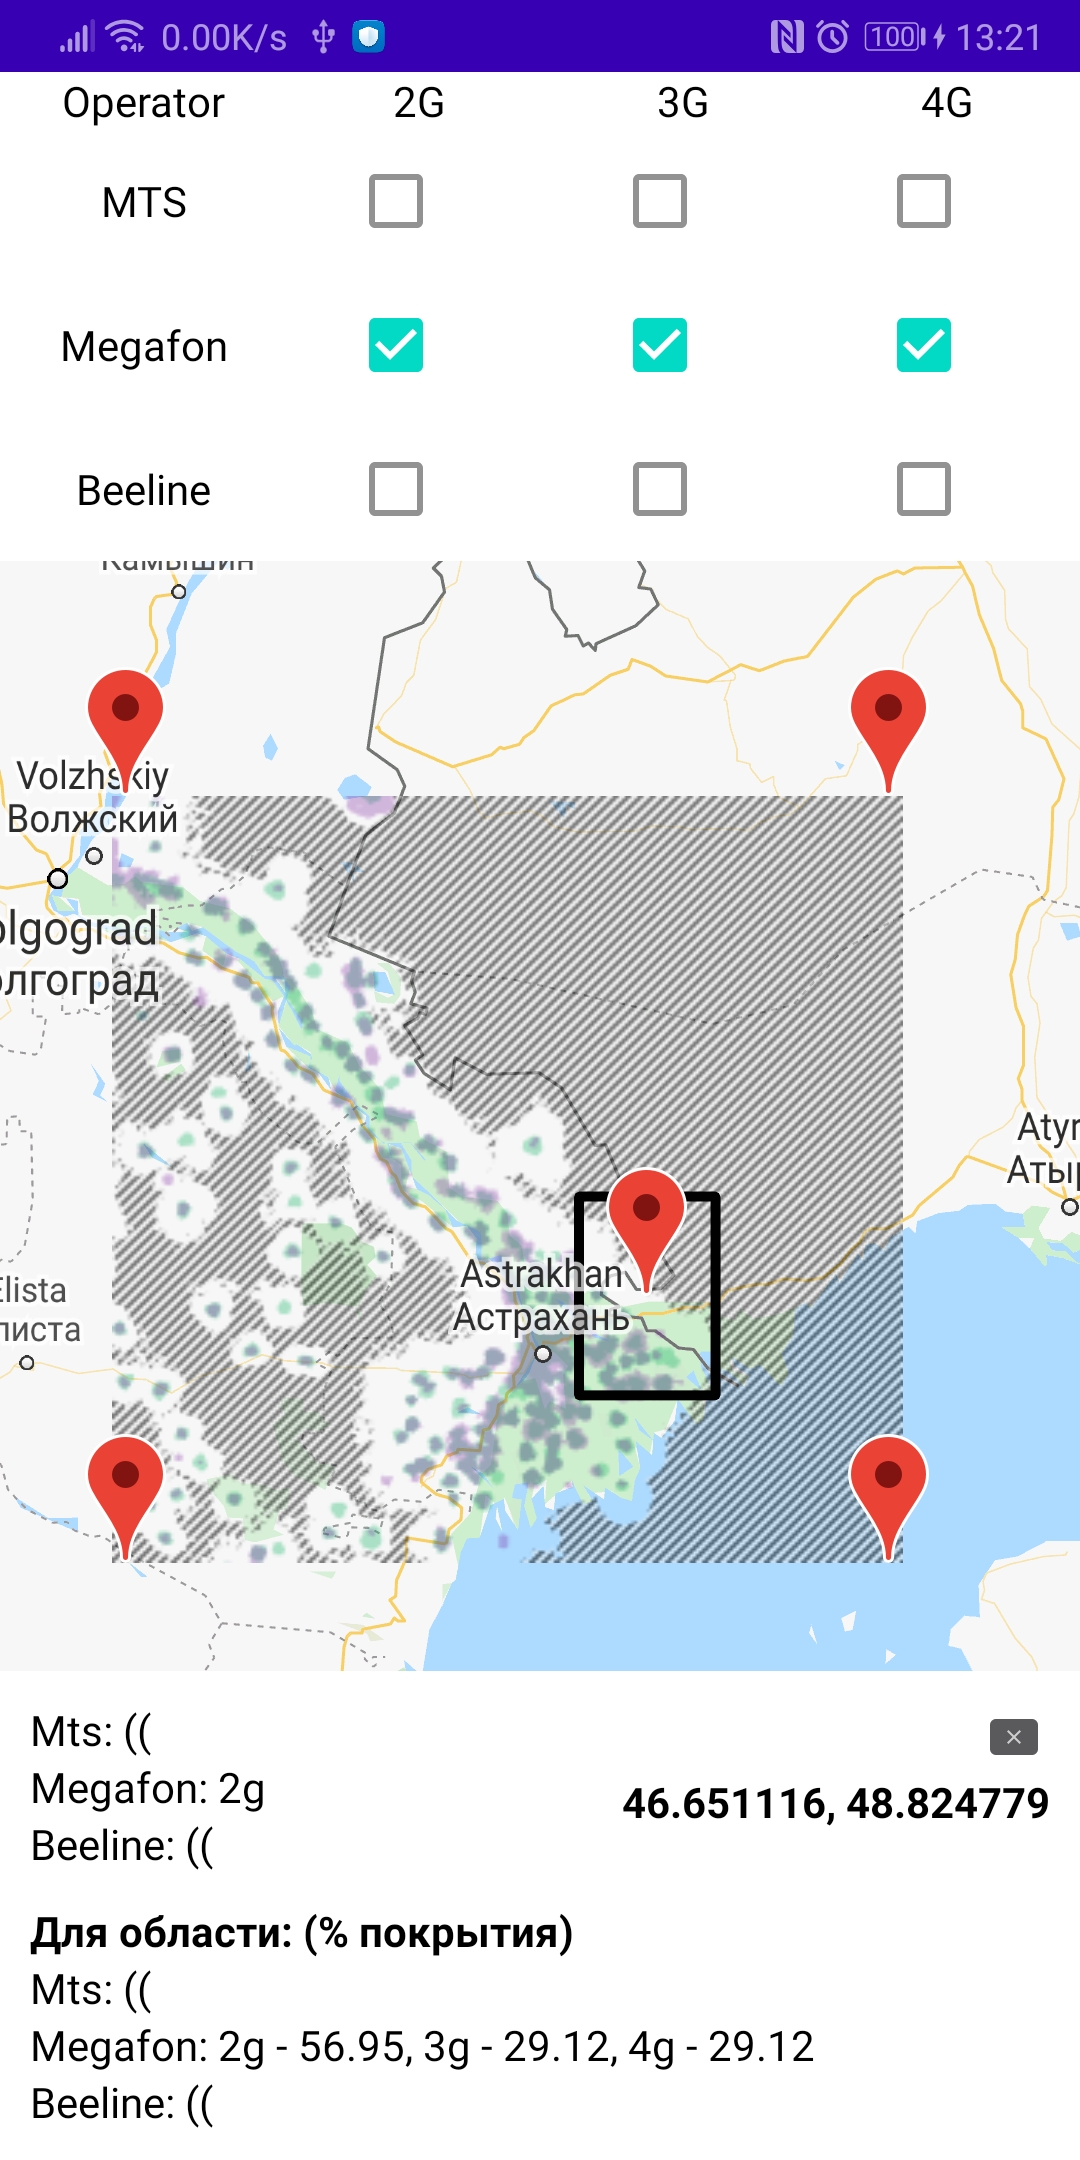 0.00K/s 100 13:21
Operator 2G 3G 4G
MTS
Megafon
Beeline
Камышин
Volzhskiy
Волжский
olgograd
олгоград
Atyr
Аты
Elista
листа
Astrakhan
Астрахань
Mts: ((
Megafon: 2g
46.651116, 48.824779
Beeline: ((
Для области: (% покрытия)
Mts: ((
Megafon: 2g - 56.95, 3g - 29.12, 4g - 29.12
Beeline: ((